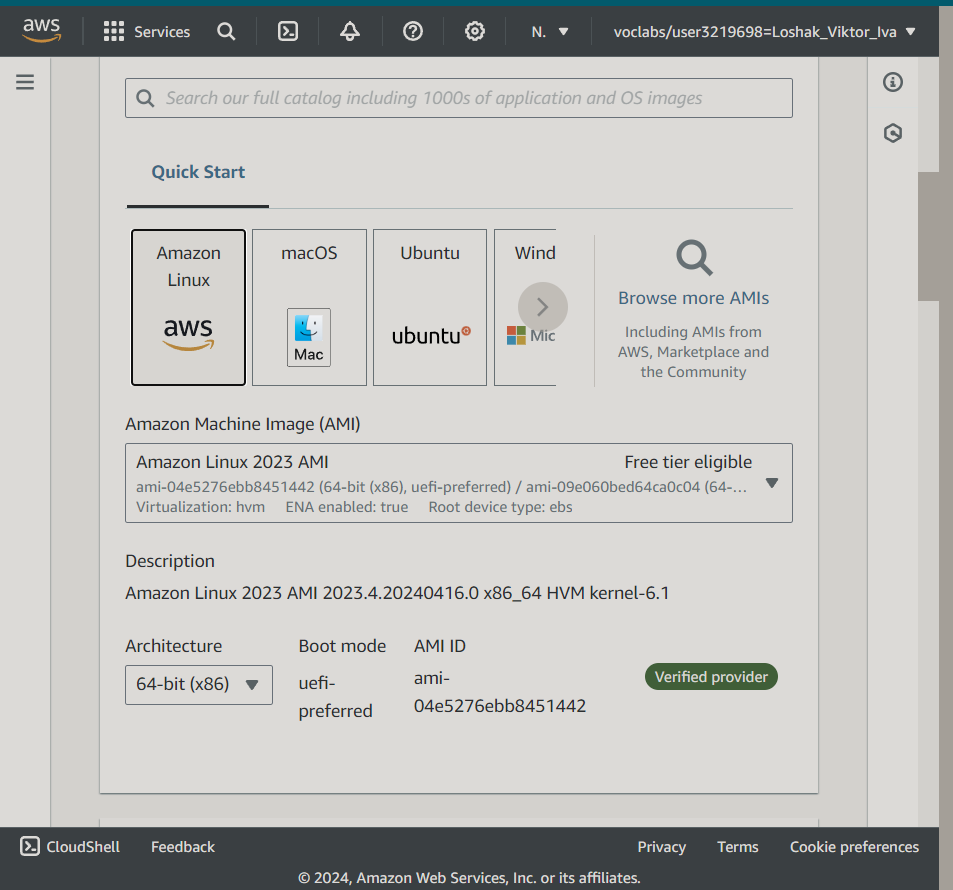 aws
Services
N.
voclabs/user3219698=Loshak_Viktor_Iva
Search our full catalog including 1000s of application and OS images
Quick Start
Amazon
Linux
aws
macOS
Mac
Ubuntu
ubuntu
Wind
Mic
Browse more AMIs
Including AMIs from
AWS, Marketplace and
the Community
Amazon Machine Image (AMI)
Amazon Linux 2023 AMI
Free tier eligible
ami-04e5276ebb8451442 (64-bit (x86), uefi-preferred) / ami-09e060bed64ca0c04 (64-...
Virtualization: hvm ENA enabled: true Root device type: ebs
Description
Amazon Linux 2023 AMI 2023.4.20240416.0 x86_64 HVM kernel-6.1
Architecture
64-bit (x86)
Boot mode
uefi-
preferred
AMI ID
ami-
04e5276ebb8451442
Verified provider
CloudShell
Feedback
Privacy
Terms
Cookie preferences
© 2024, Amazon Web Services, Inc. or its affiliates.